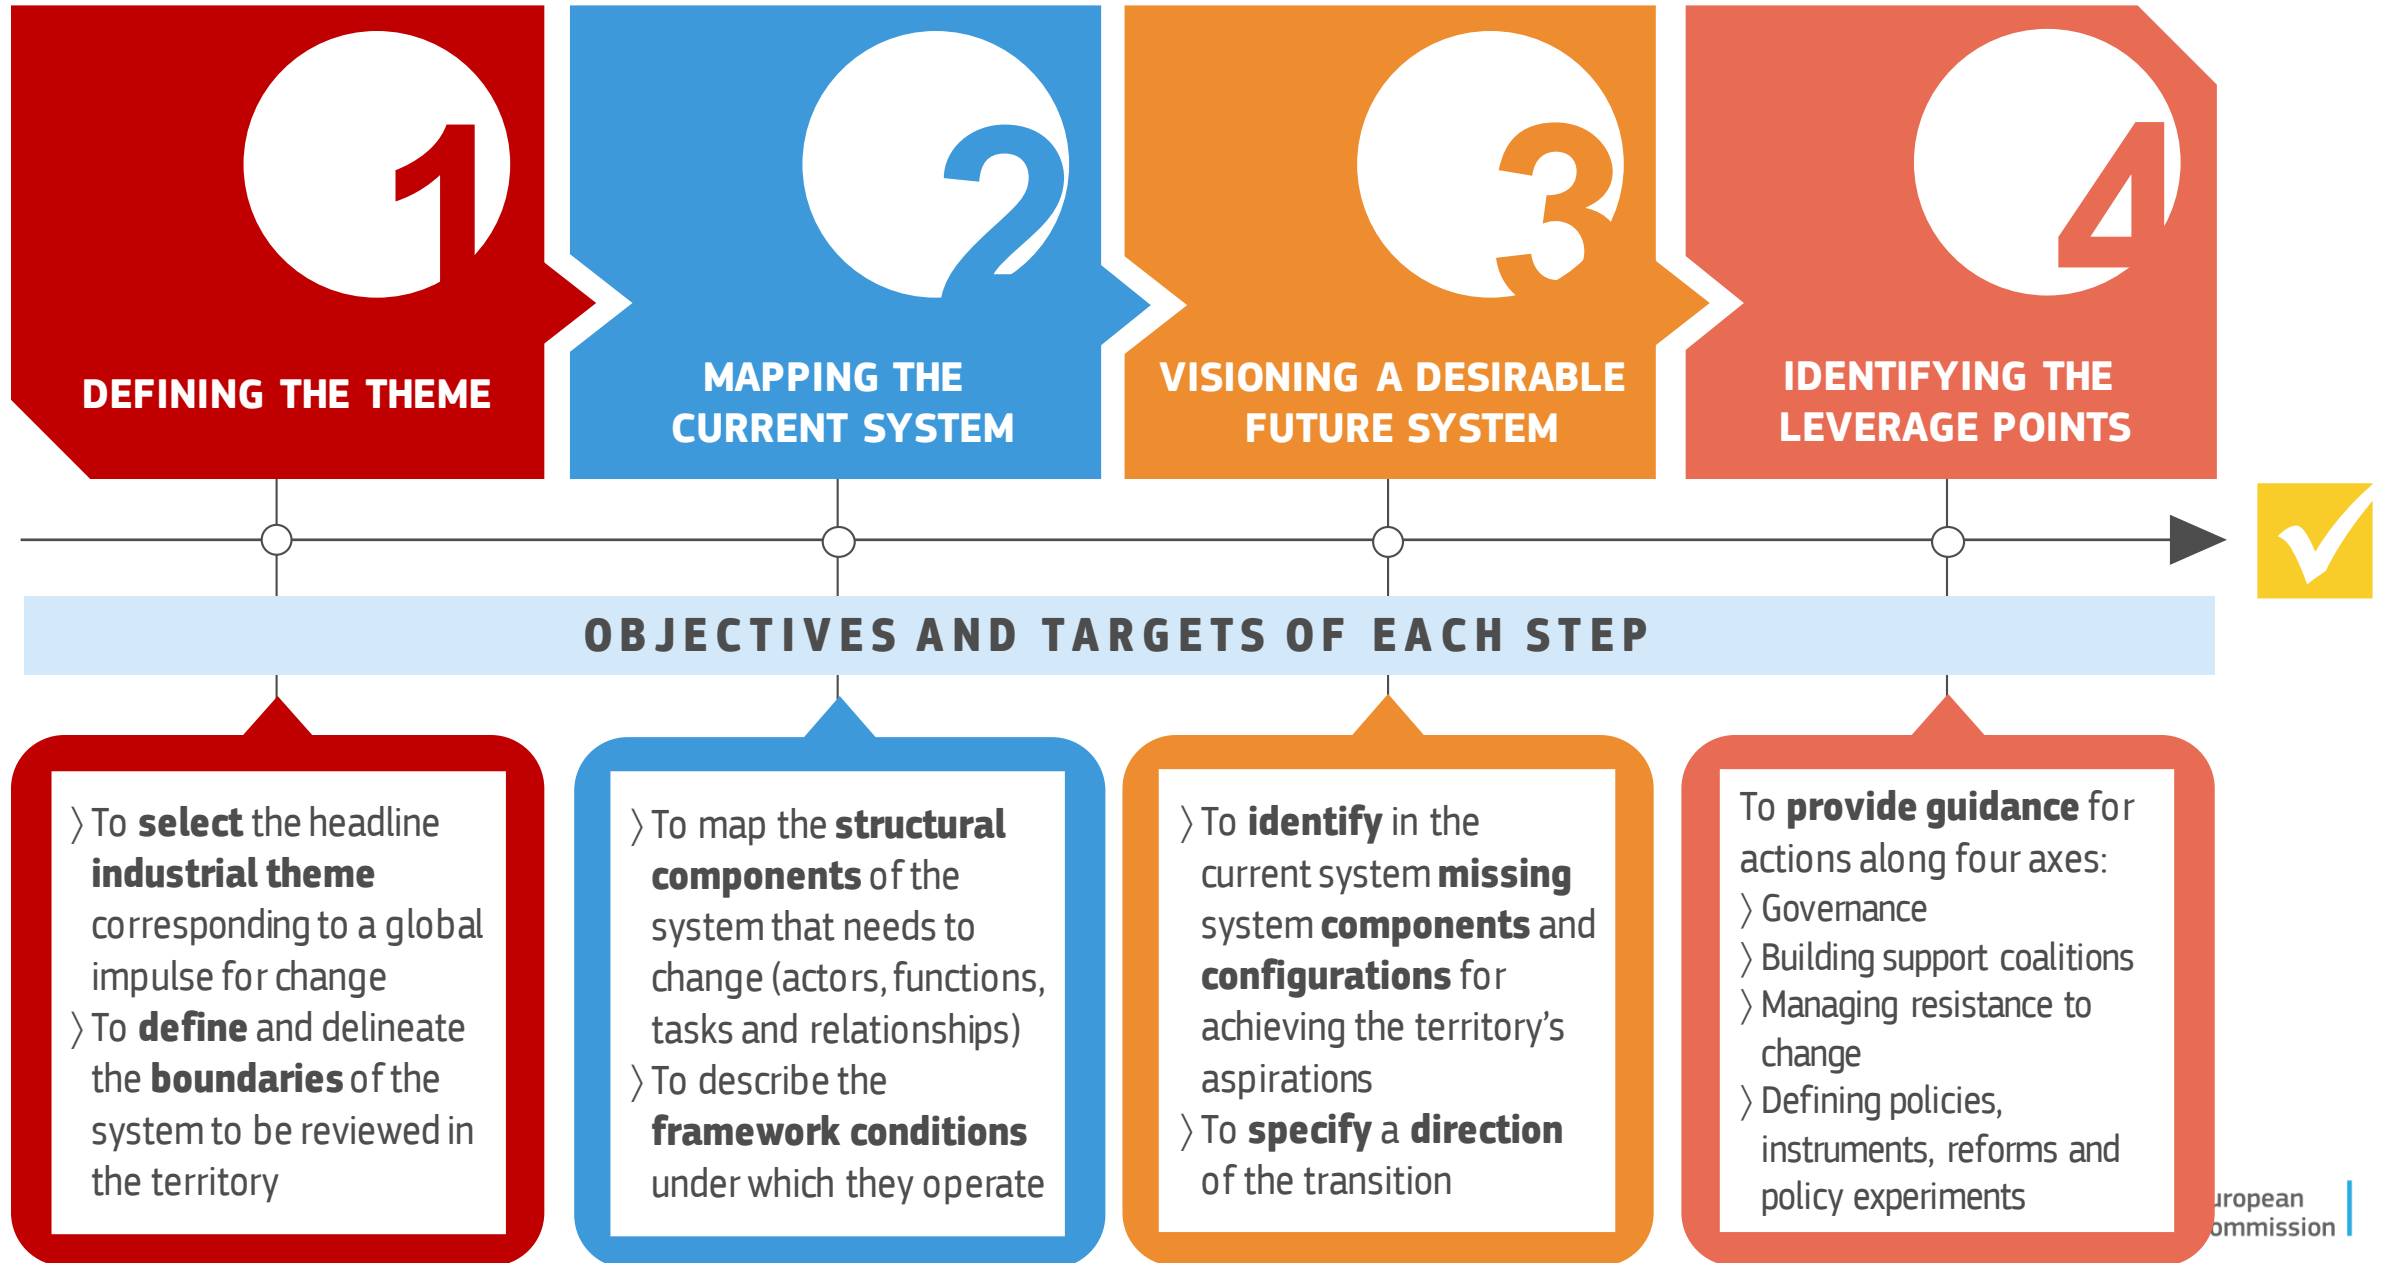 1
DEFINING THE THEME
2
MAPPING THE
CURRENT SYSTEM
3
VISIONING A DESIRABLE
FUTURE SYSTEM
4
IDENTIFYING THE
LEVERAGE POINTS
OBJECTIVES AND TARGETS OF EACH STEP
〉To select the headline
industrial theme
corresponding to a global
impulse for change
〉To define and delineate
the boundaries of the
system to be reviewed in
the territory
〉To map the structural
components of the
system that needs to
change (actors, functions,
tasks and relationships)
〉To describe the
framework conditions
under which they operate
〉To identify in the
current system missing
system components and
configurations for
achieving the territory's
aspirations
〉To specify a direction
of the transition
To provide guidance for
actions along four axes:
〉Governance
〉Building support coalitions
〉Managing resistance to
change
〉Defining policies,
instruments, reforms and
policy experiments
uropean
ommission